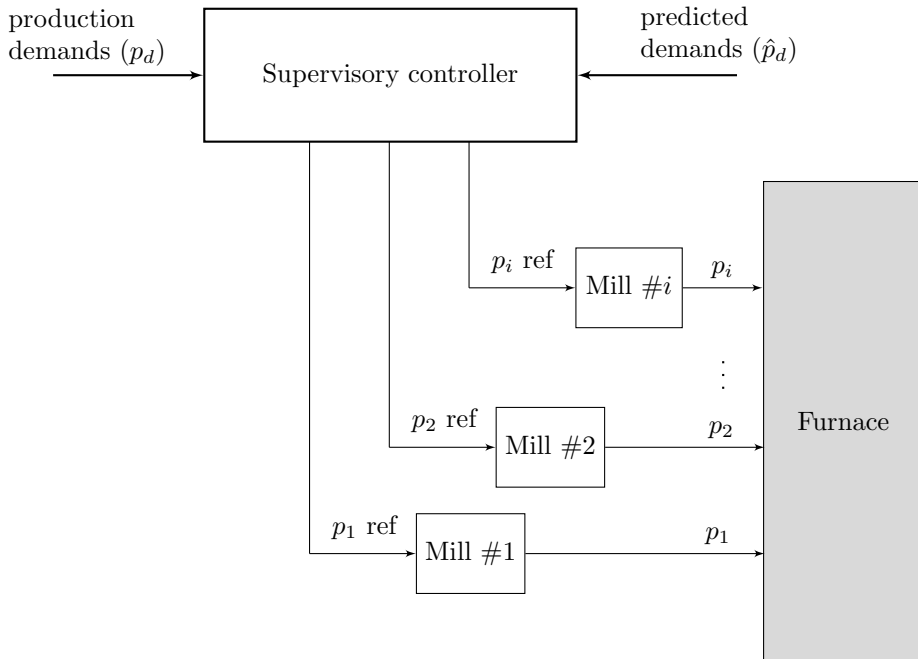 production
demands (p_d)
predicted
demands (p̂_d)
Supervisory controller
p_i ref
Mill #i
p_i
⋮
p_2 ref
Mill #2
p_2
Furnace
p_1 ref
Mill #1
p_1